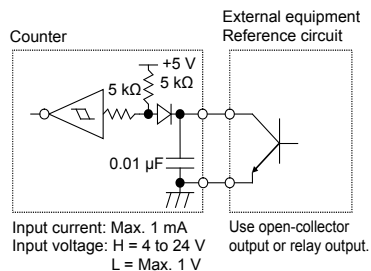 External equipment
Counter
Reference circuit
+5 V
5 kΩ
5 kΩ
0.01 µF
Input current: Max. 1 mA
Input voltage: H = 4 to 24 V
L = Max. 1 V
Use open-collector
output or relay output.